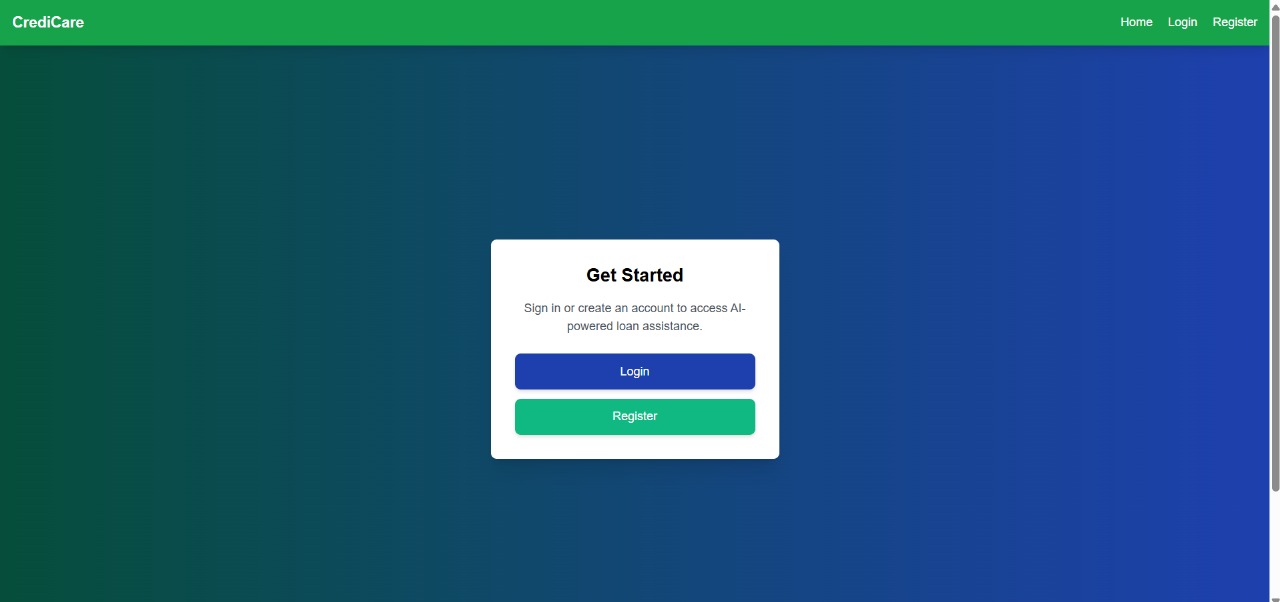 CrediCare
Home Login Register
Get Started
Sign in or create an account to access AI-
powered loan assistance.
Login
Register